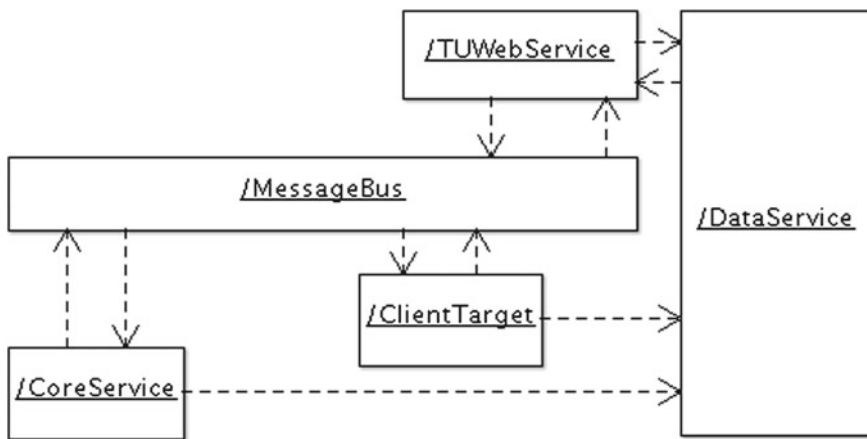 /TUWebService
/MessageBus
/DataService
/ClientTarget
/CoreService